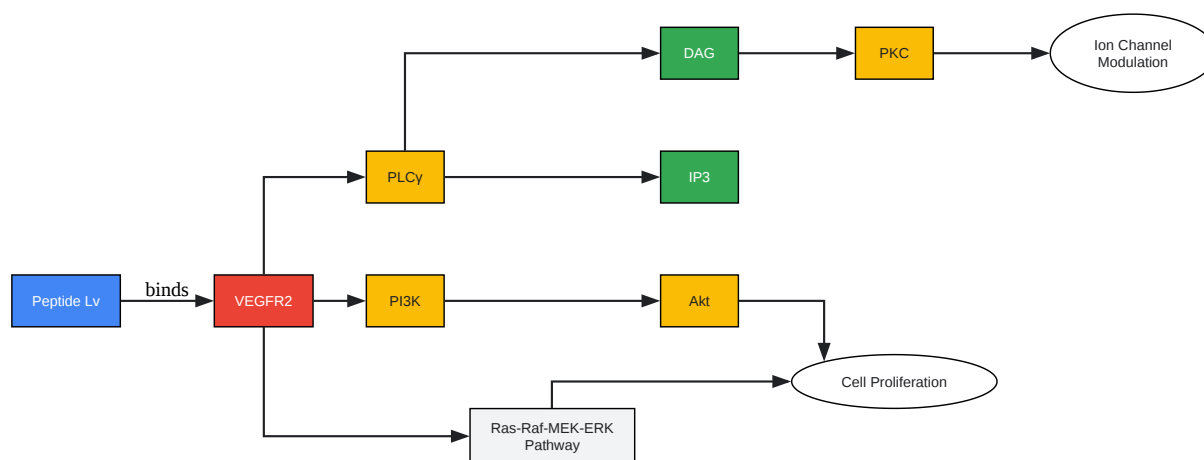 DAG
PKC
Ion Channel
Modulation
PLCγ
IP3
Peptide Lv
binds
VEGFR2
PI3K
Akt
Cell Proliferation
Ras-Raf-MEK-ERK
Pathway